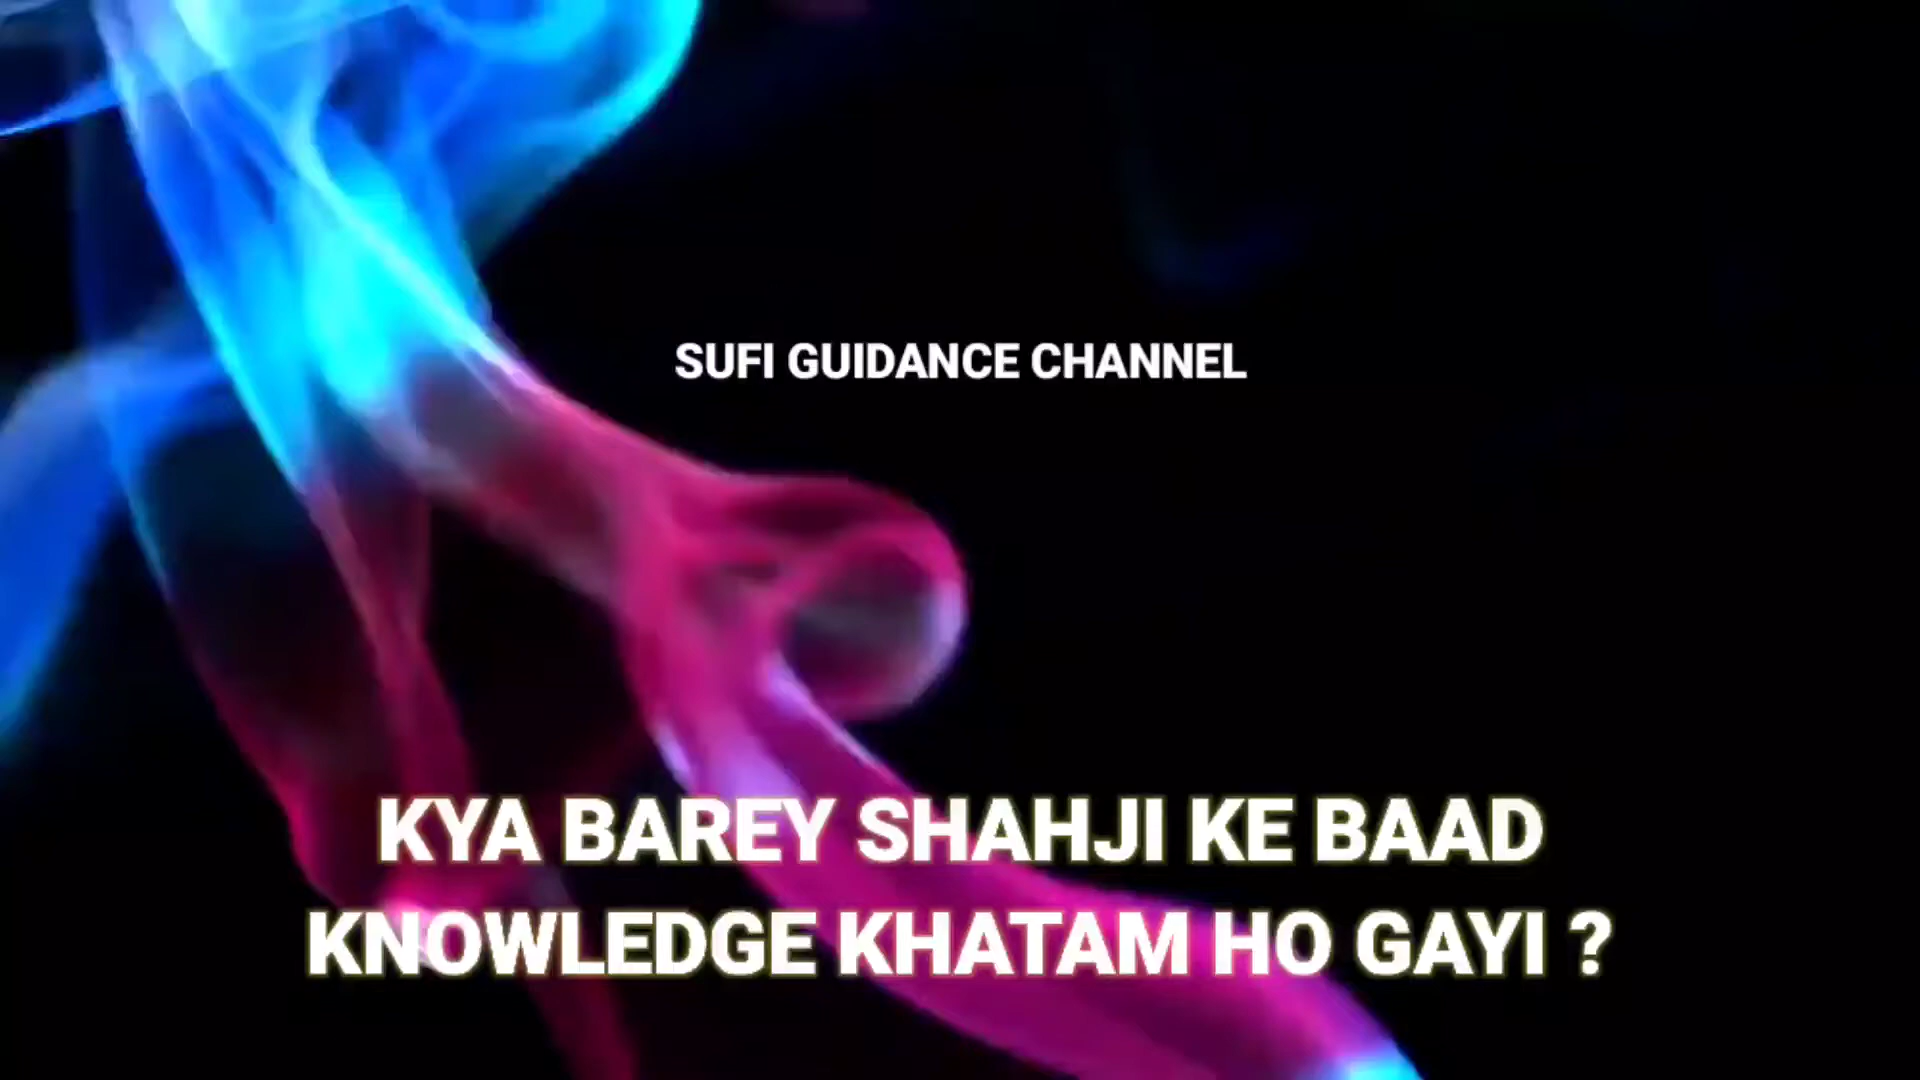 SUFI GUIDANCE CHANNEL
KYA BAREY SHAHJI KE BAAD
KNOWLEDGE KHATAM HO GAYI ?